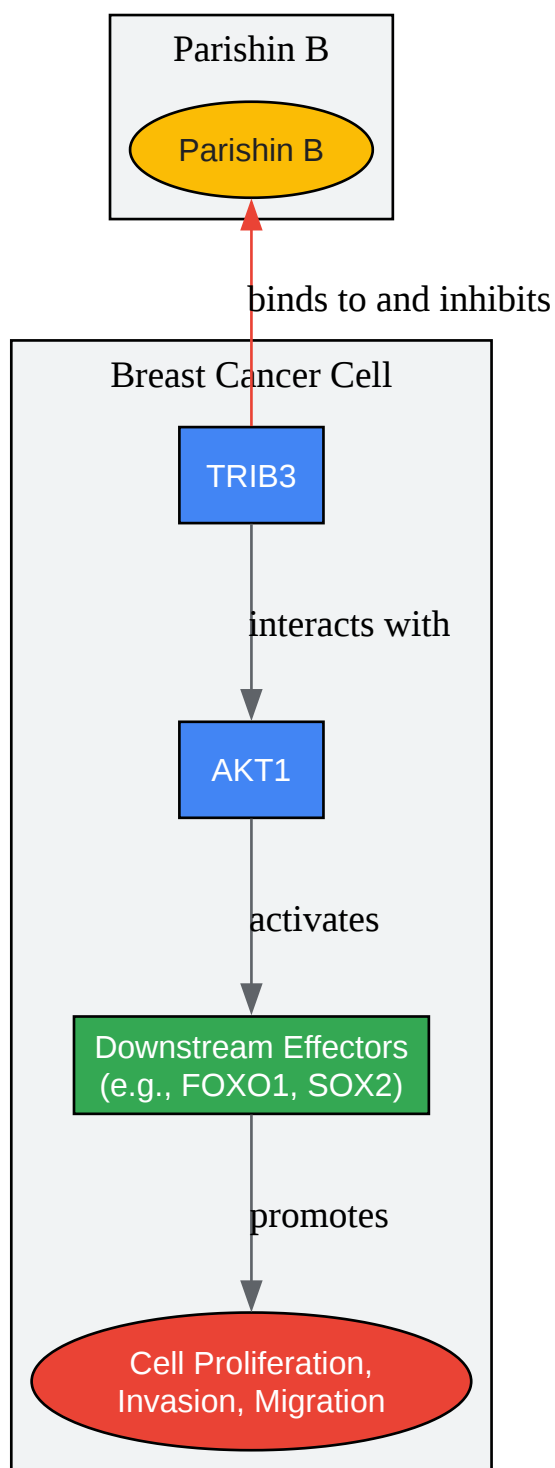 Parishin B
Parishin B
binds to and inhibits
Breast Cancer Cell
TRIB3
interacts with
AKT1
activates
Downstream Effectors
(e.g., FOXO1, SOX2)
promotes
Cell Proliferation,
Invasion, Migration